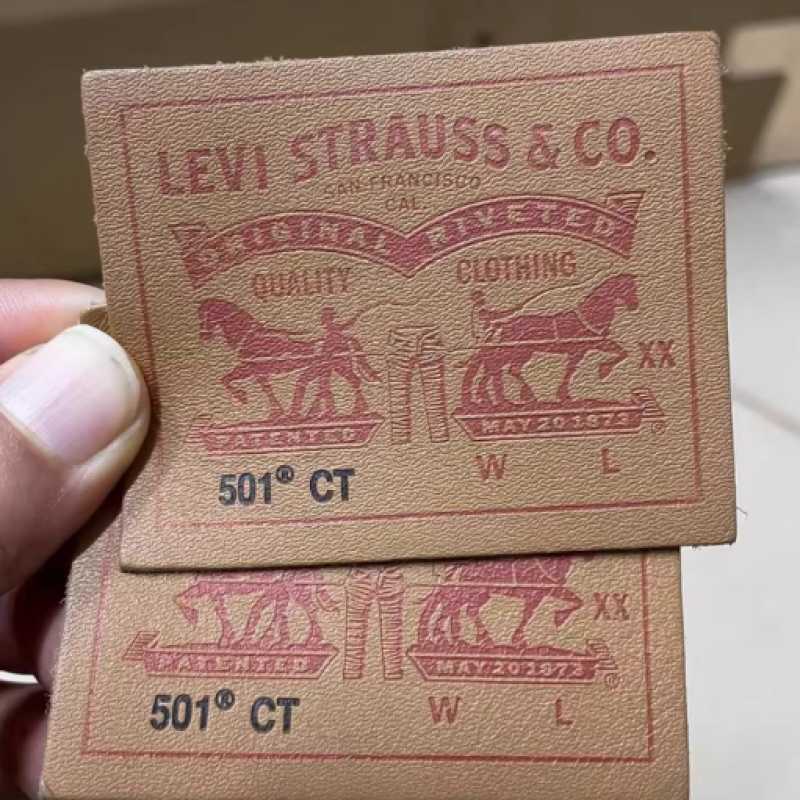 LEVI STRAUSS & CO.
SAN FRANCISCO
CAL.
ORIGINAL RIVETED
QUALITY CLOTHING
XX
PATENTED MAY 20 1873 ®
W L
501® CT
XX
PATENTED MAY 20 1873 ®
501® CT W L